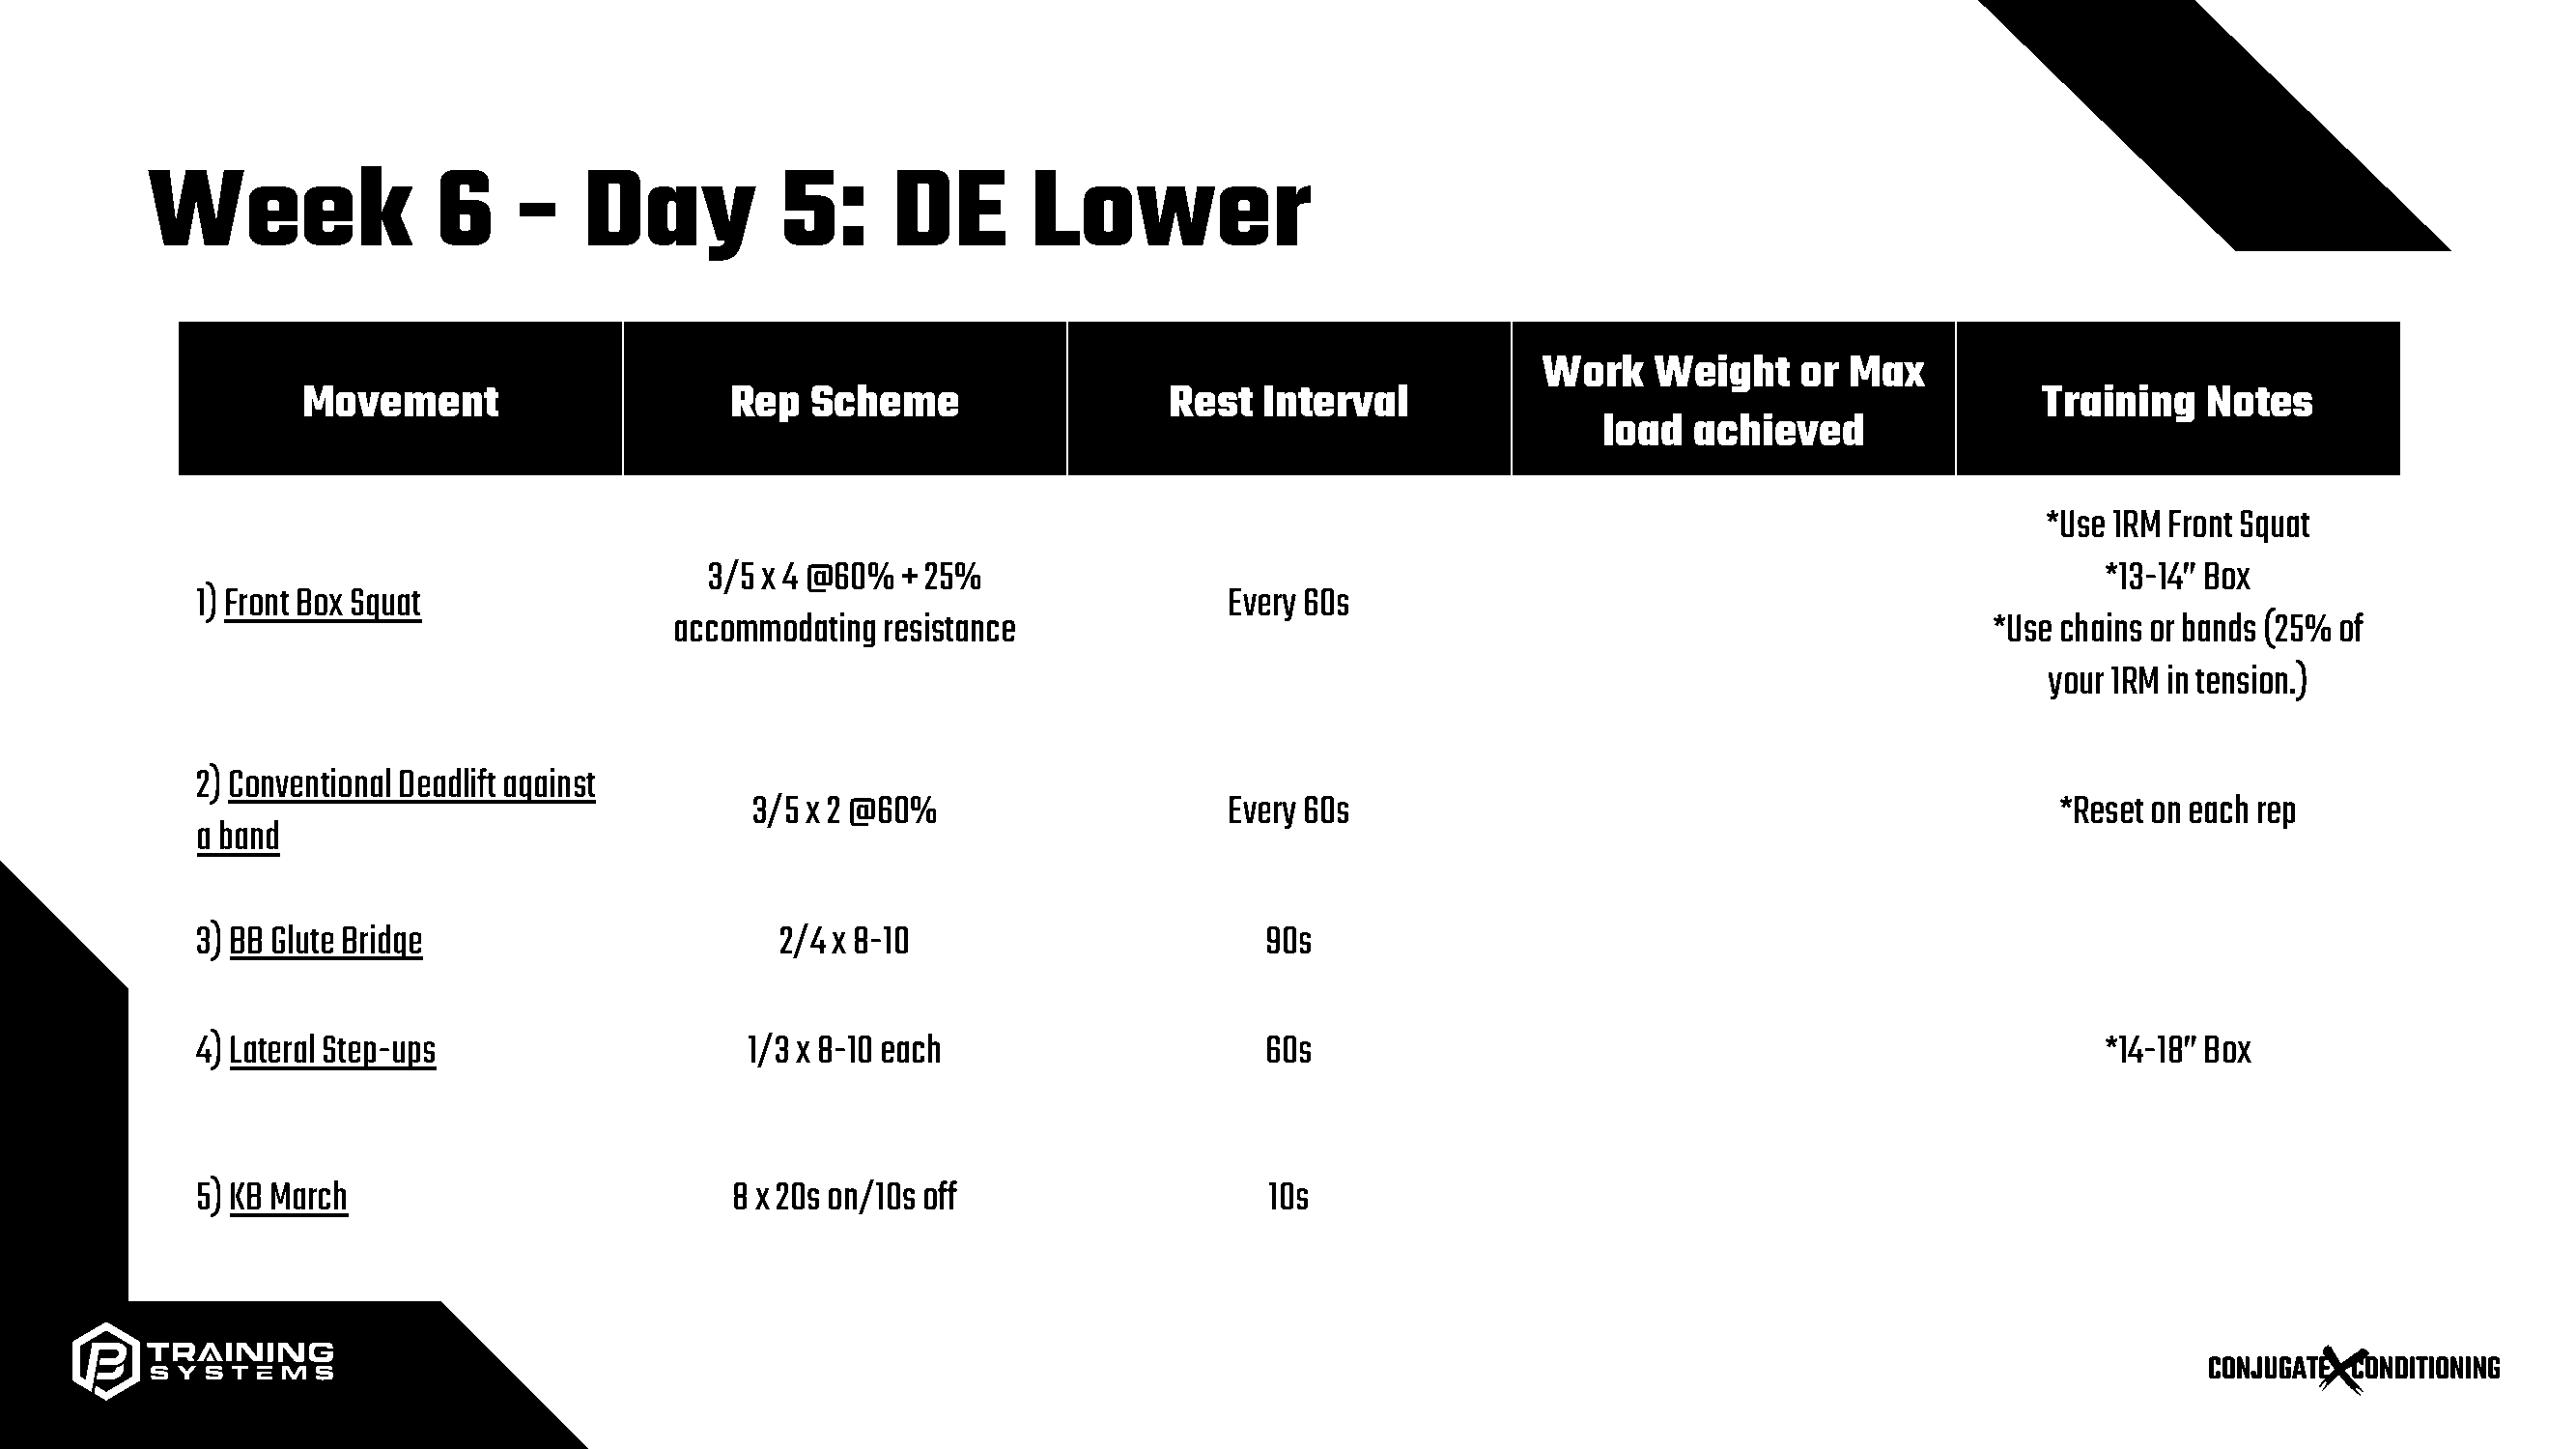 Week 6 – Day 5: DE Lower
Movement
Rep Scheme
Rest Interval
Work Weight or Max
load achieved
Training Notes
1) Front Box Squat
3/5 x 4 @60% + 25%
accommodating resistance
Every 60s
*Use 1RM Front Squat
*13-14” Box
*Use chains or bands (25% of
your 1RM in tension.)
2) Conventional Deadlift against
a band
3/5 x 2 @60%
Every 60s
*Reset on each rep
3) BB Glute Bridge
2/4 x 8-10
90s
4) Lateral Step-ups
1/3 x 8-10 each
60s
*14-18” Box
5) KB March
8 x 20s on/10s off
10s
TRAINING
SYSTEMS
CONJUGATE X CONDITIONING